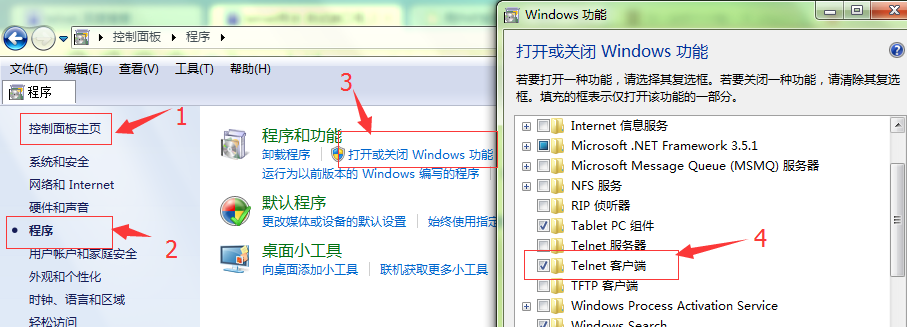 控制面板 程序
文件(F) 编辑(E) 查看(V) 工具(T) 帮助(H)
程序
控制面板主页
1
系统和安全
网络和 Internet
硬件和声音
程序
2
用户帐户和家庭安全
外观和个性化
时钟、语言和区域
轻松访问
3
程序和功能
卸载程序 打开或关闭 Windows 功能
运行为以前版本的 Windows 编写的程序
默认程序
更改媒体或设备的默认设置 始终使用指定
桌面小工具
向桌面添加小工具 联机获取更多小工具
Windows 功能
打开或关闭 Windows 功能
若要打开一种功能，请选择其复选框。若要关闭一种功能，请清除其复选
框。填充的框表示仅打开该功能的一部分。
Internet 信息服务
Microsoft .NET Framework 3.5.1
Microsoft Message Queue (MSMQ) 服务器
NFS 服务
RIP 侦听器
Tablet PC 组件
Telnet 服务器
4
Telnet 客户端
TFTP 客户端
Windows Process Activation Service
Windows Search